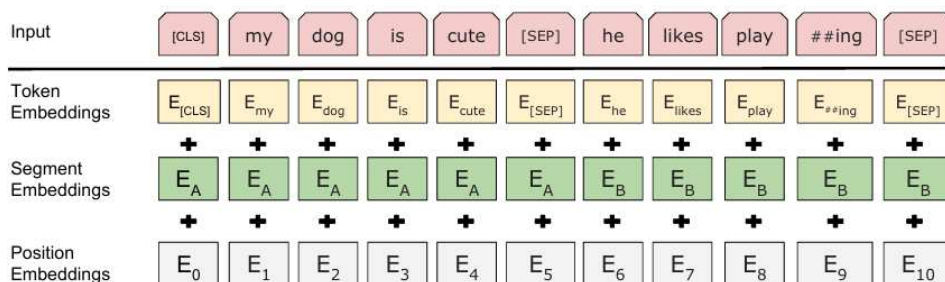 Input [CLS] my dog is cute [SEP] he likes play ##ing [SEP]
Token Embeddings E[CLS] Emy Edog Eis Ecute E[SEP] Ehe Elikes Eplay E##ing E[SEP]
+ + + + + + + + + + +
Segment Embeddings EA EA EA EA EA EA EB EB EB EB EB
+ + + + + + + + + + +
Position Embeddings E0 E1 E2 E3 E4 E5 E6 E7 E8 E9 E10